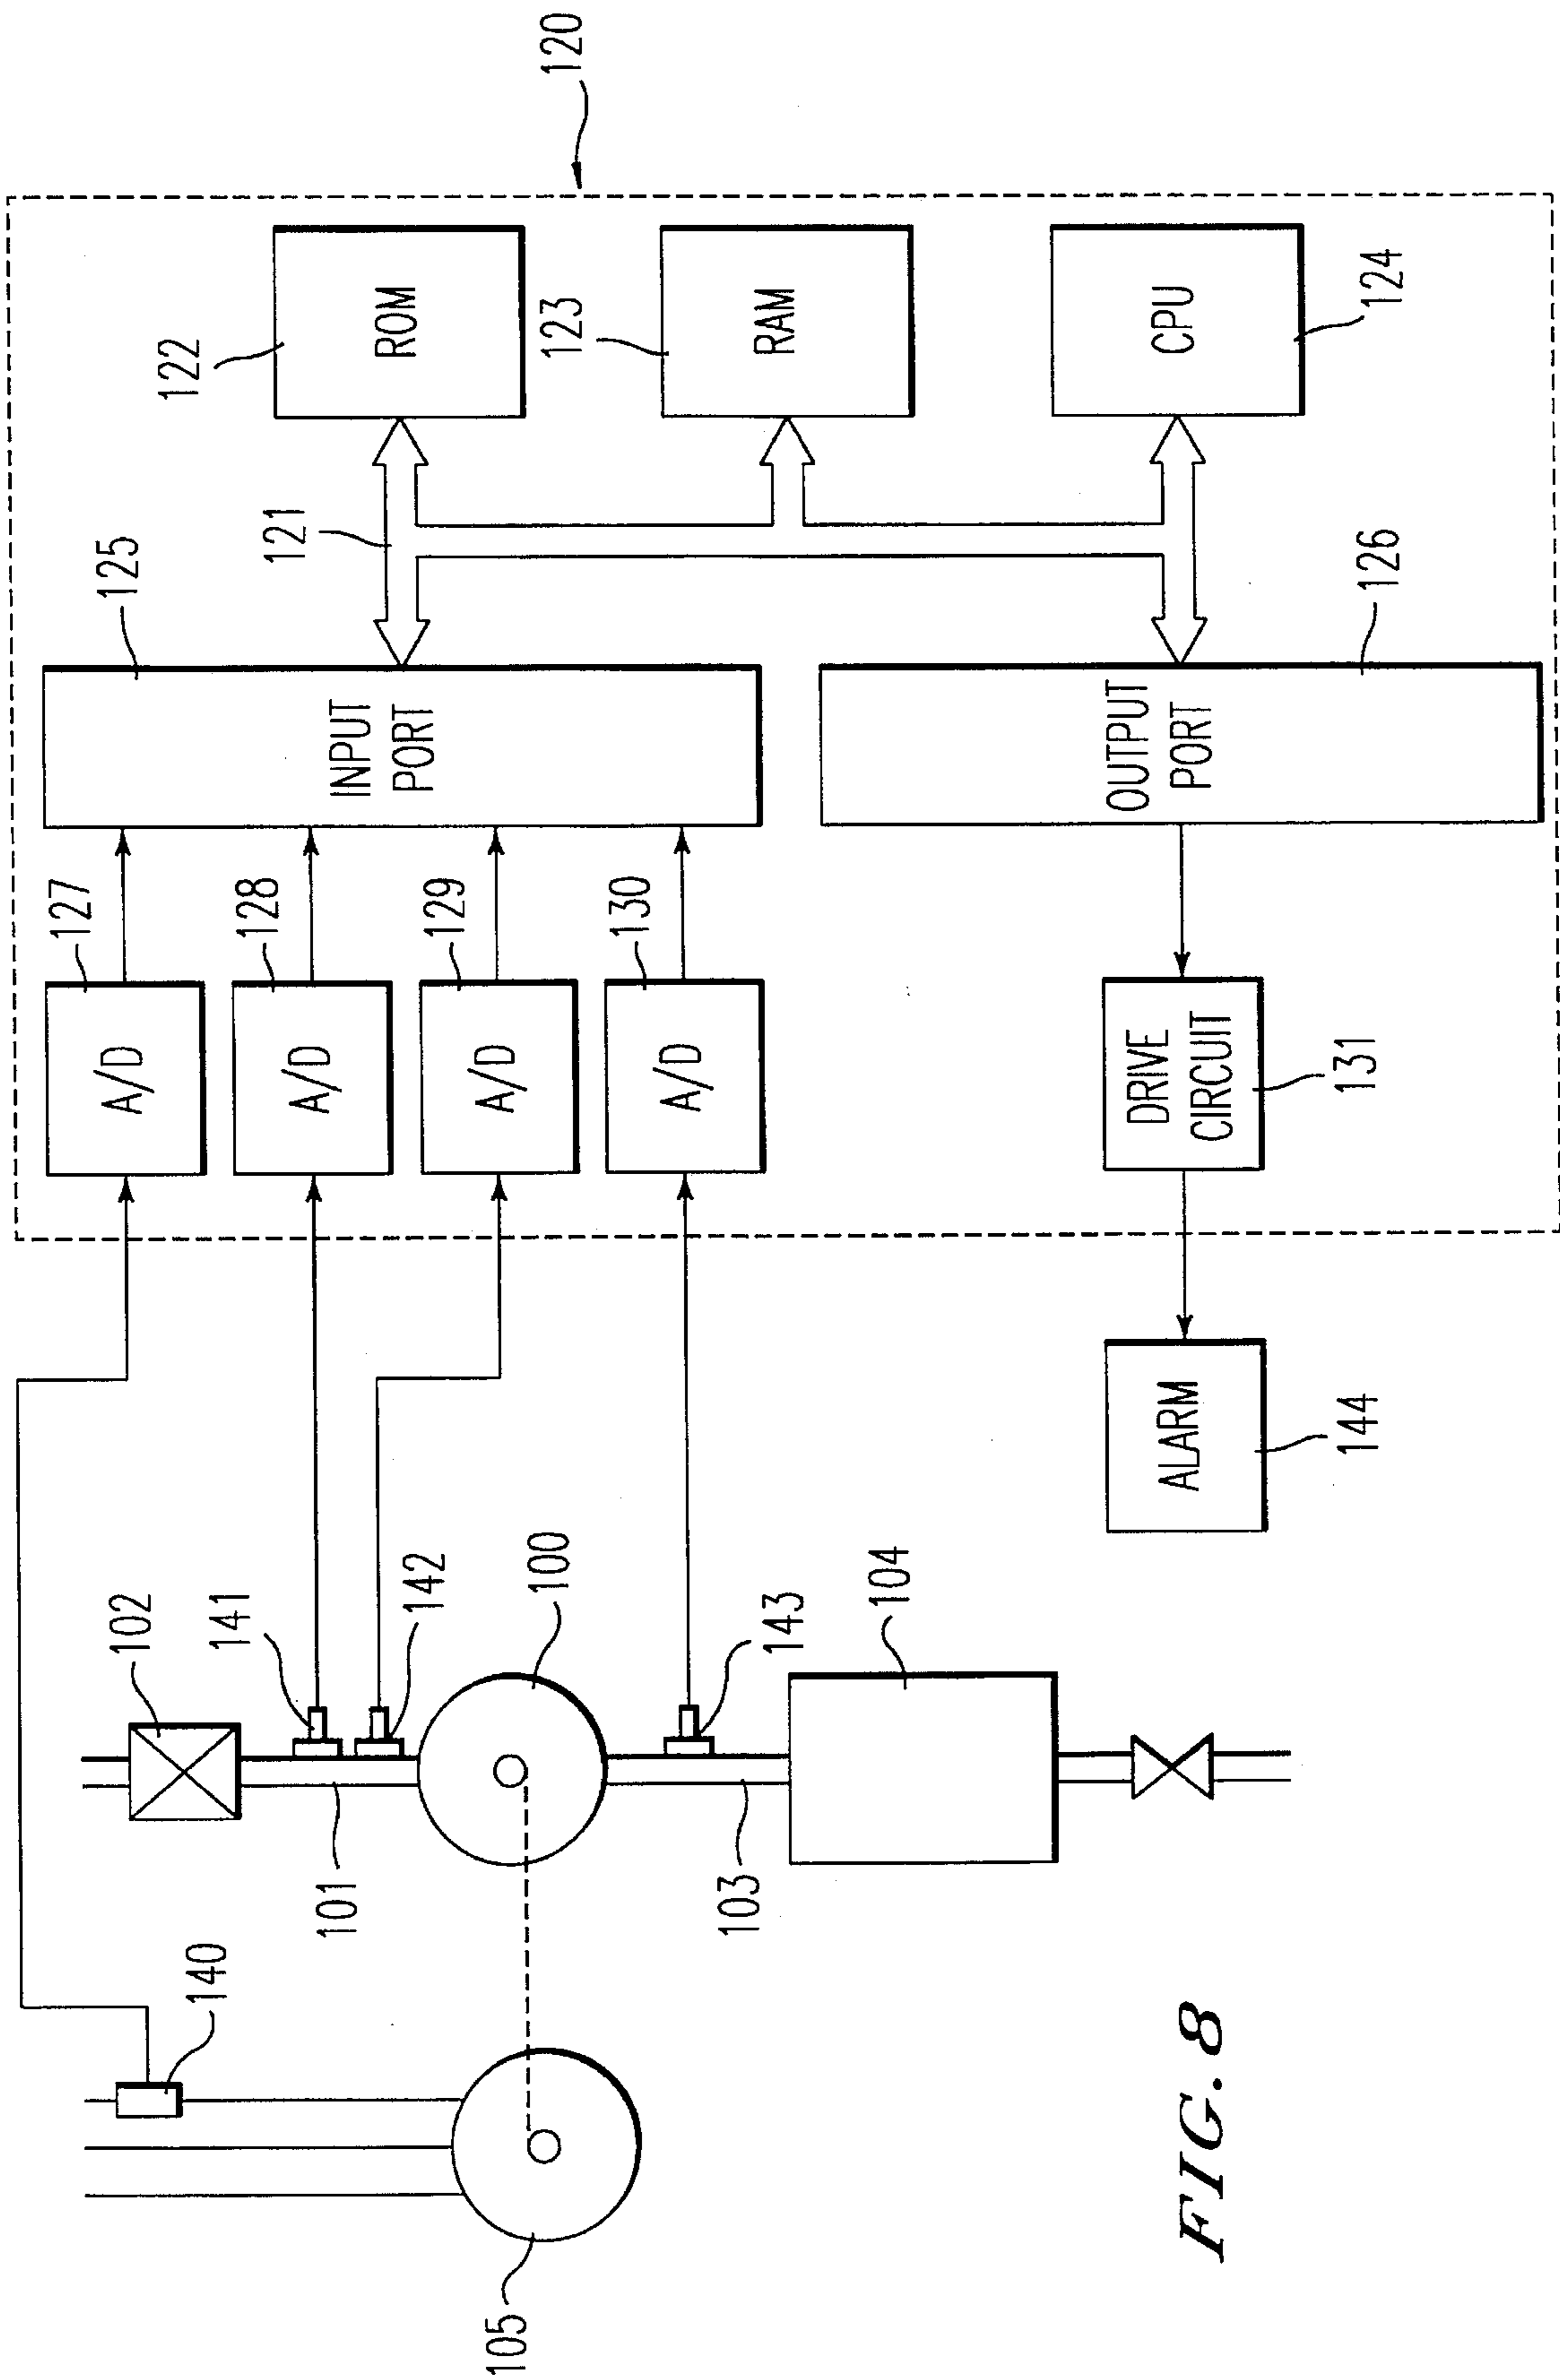 120
122
ROM
123
RAM
CPU
124
121
125
INPUT
PORT
OUTPUT
PORT
126
127
A/D
128
A/D
129
A/D
130
A/D
DRIVE
CIRCUIT
131
ALARM
144
102
141
142
100
143
104
101
103
140
105
FIG. 8